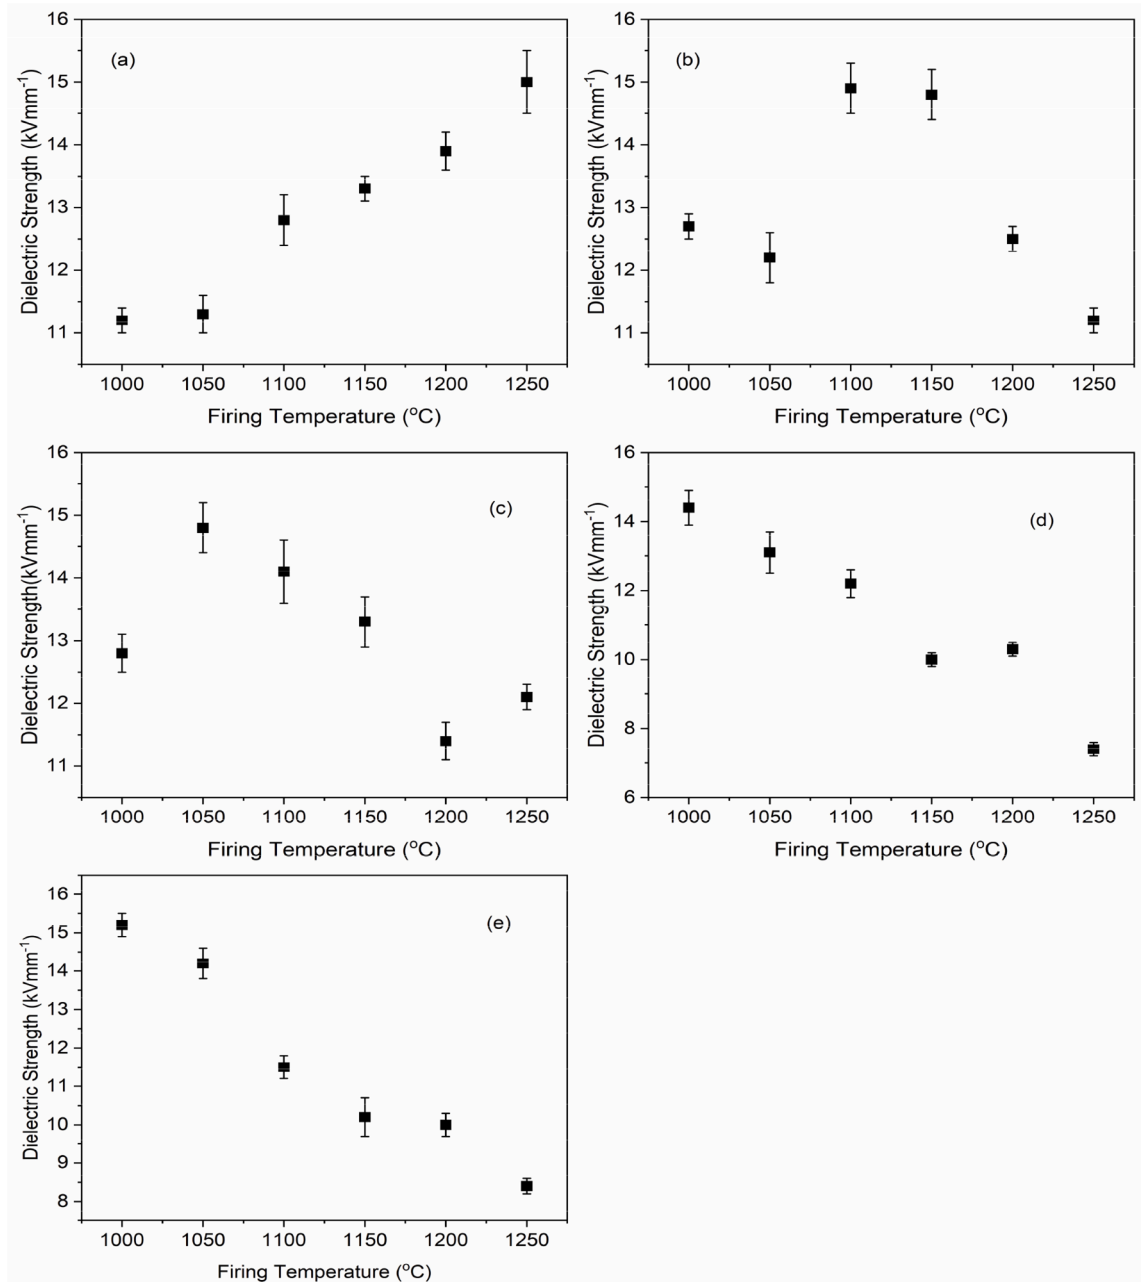 (a)
Dielectric Strength (kVmm⁻¹)
16
15
14
13
12
11
1000 1050 1100 1150 1200 1250
Firing Temperature (°C)
(b)
Dielectric Strength (kVmm⁻¹)
16
15
14
13
12
11
1000 1050 1100 1150 1200 1250
Firing Temperature (°C)
(c)
Dielectric Strength(kVmm⁻¹)
16
15
14
13
12
11
1000 1050 1100 1150 1200 1250
Firing Temperature (°C)
(d)
Dielectric Strength (kVmm⁻¹)
16
14
12
10
8
6
1000 1050 1100 1150 1200 1250
Firing Temperature (°C)
(e)
Dielectric Strength (kVmm⁻¹)
16
15
14
13
12
11
10
9
8
1000 1050 1100 1150 1200 1250
Firing Temperature (°C)